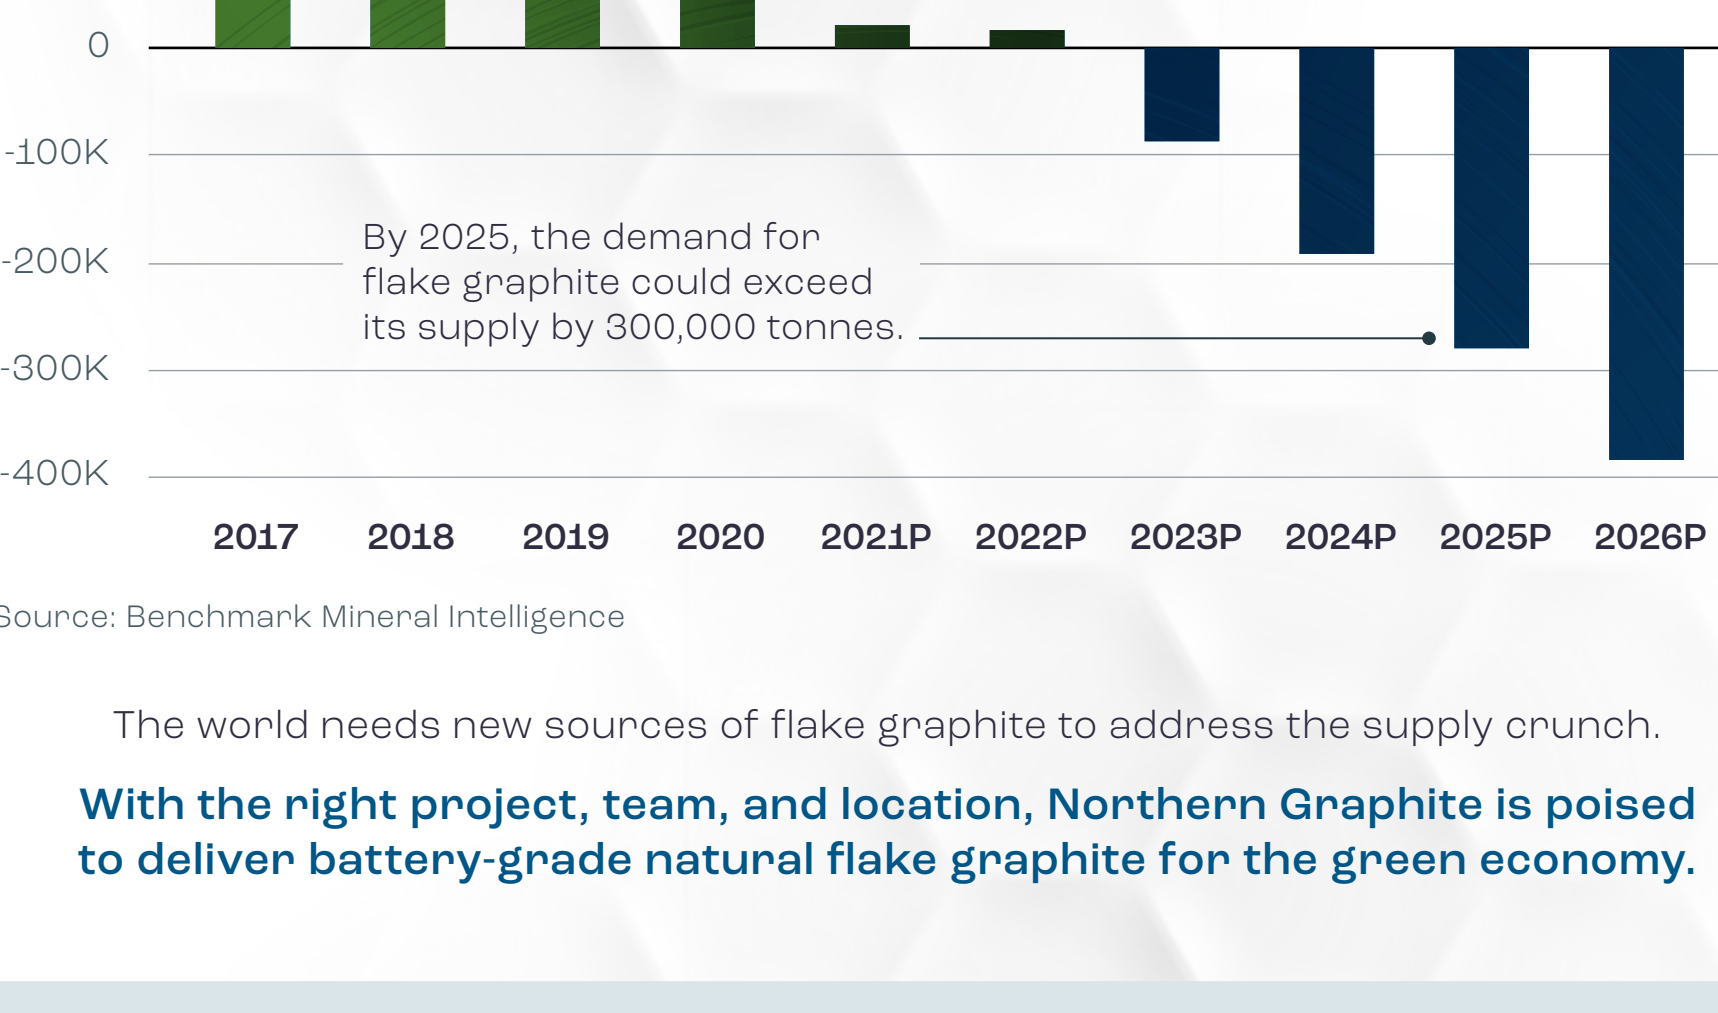 0
-100K
-200K
-300K
-400K
By 2025, the demand for
flake graphite could exceed
its supply by 300,000 tonnes.
2017 2018 2019 2020 2021P 2022P 2023P 2024P 2025P 2026P
Source: Benchmark Mineral Intelligence
The world needs new sources of flake graphite to address the supply crunch.
With the right project, team, and location, Northern Graphite is poised
to deliver battery-grade natural flake graphite for the green economy.